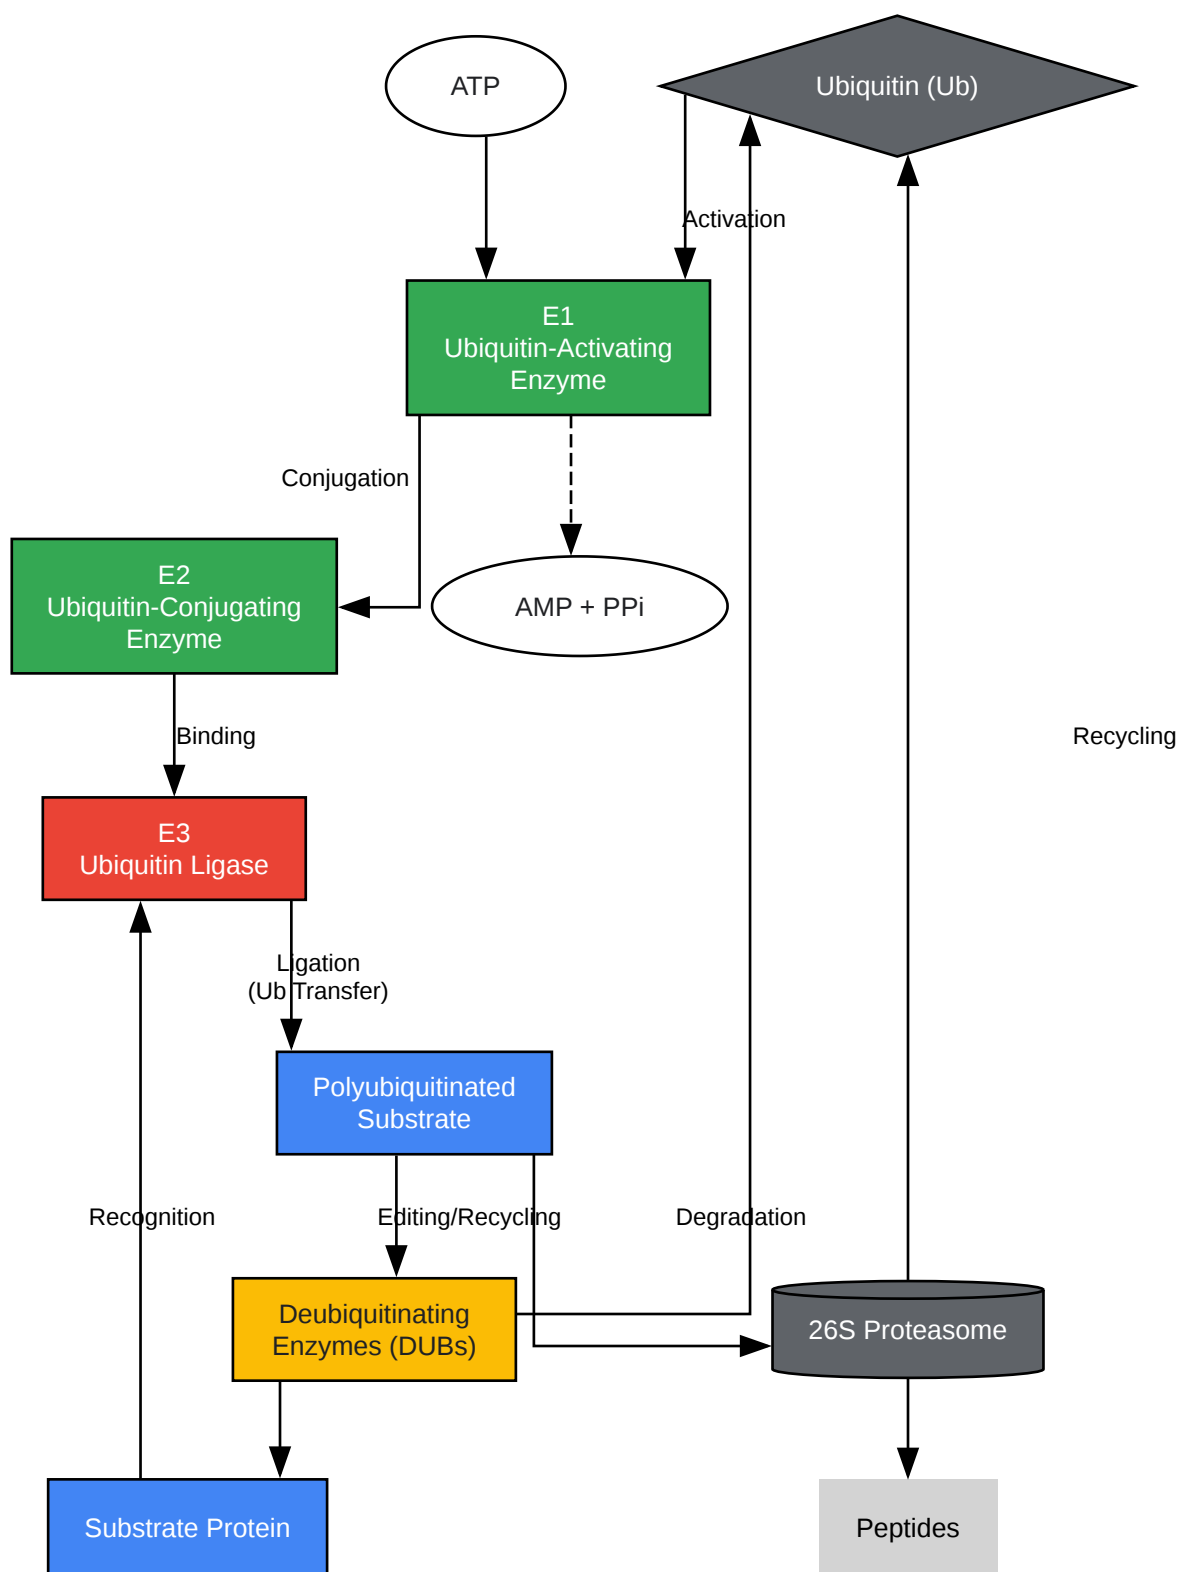 ATP
Ubiquitin (Ub)
Activation
E1
Ubiquitin-Activating
Enzyme
Conjugation
E2
Ubiquitin-Conjugating
Enzyme
AMP + PPi
Binding
Recycling
E3
Ubiquitin Ligase
Ligation
(Ub Transfer)
Polyubiquitinated
Substrate
Recognition
Editing/Recycling
Degradation
Deubiquitinating
Enzymes (DUBs)
26S Proteasome
Substrate Protein
Peptides